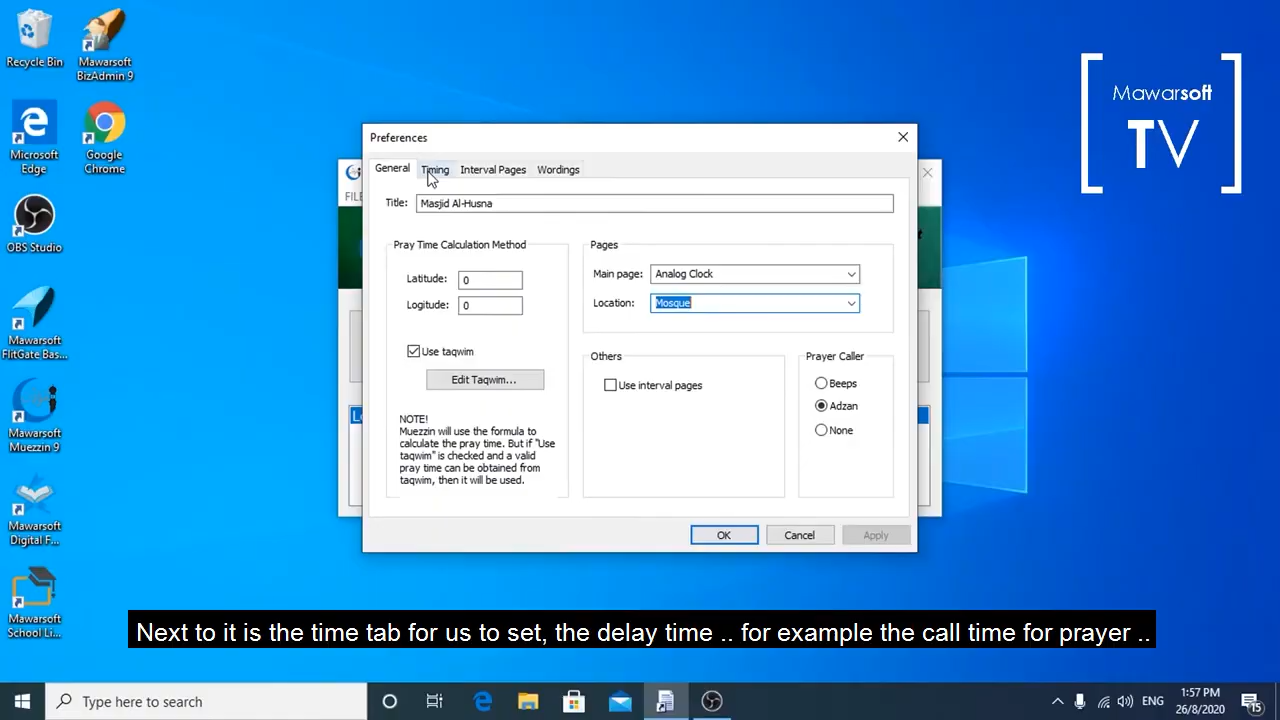 Recycle Bin
Mawarsoft
BizAdmin 9
Microsoft
Edge
Google
Chrome
OBS Studio
Mawarsoft
FlitGate Bas...
Mawarsoft
Muezzin 9
Mawarsoft
Digital F...
Mawarsoft
School Li...
Mawarsoft
TV
Preferences
General Timing Interval Pages Wordings
Title: Masjid Al-Husna
Pray Time Calculation Method
Latitude: 0
Logitude: 0
Use taqwim
Edit Taqwim...
NOTE!
Muezzin will use the formula to
calculate the pray time. But if "Use
taqwim" is checked and a valid
pray time can be obtained from
taqwim, then it will be used.
Pages
Main page: Analog Clock
Location: Mosque
Others
Use interval pages
Prayer Caller
Beeps
Adzan
None
OK Cancel Apply
Next to it is the time tab for us to set, the delay time .. for example the call time for prayer ..
Type here to search
ENG
1:57 PM
26/8/2020
15